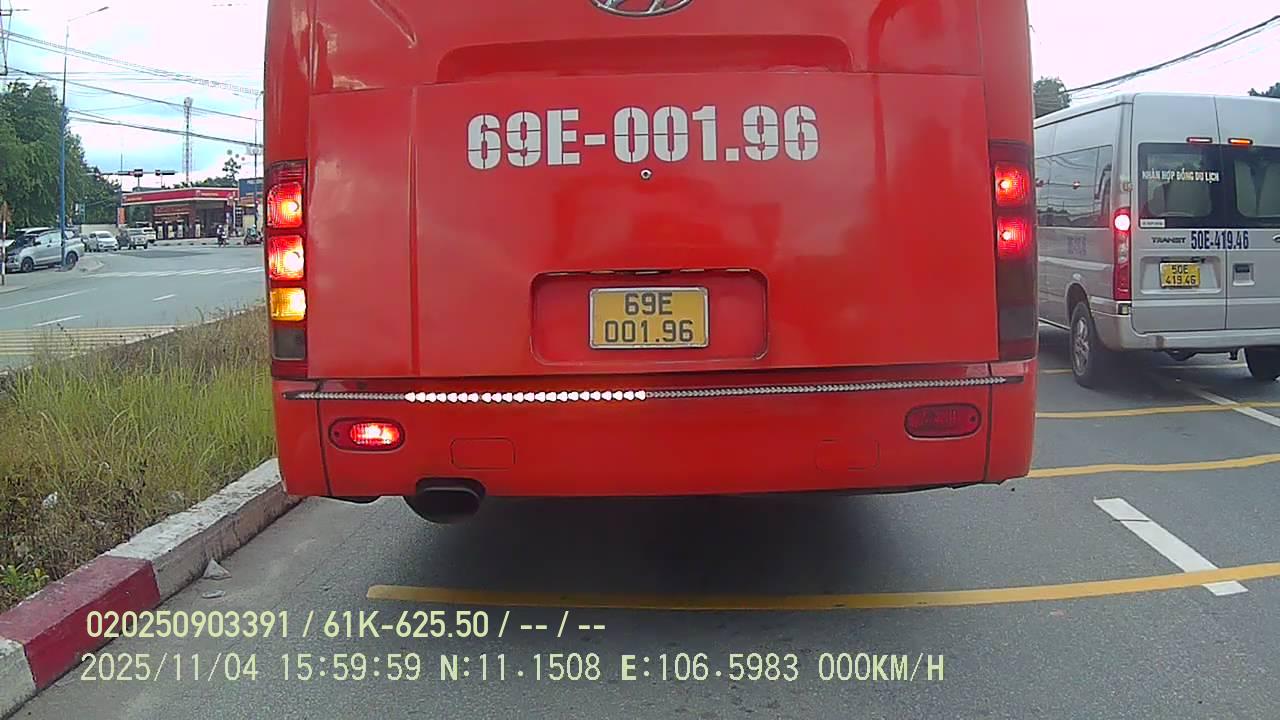 69E-001.96
69E
001.96
NHẬN HỢP ĐỒNG DU LỊCH
TRANSIT
50E-419.46
50E
419.46
020250903391 / 61K-625.50 / -- / --
2025/11/04 15:59:59 N:11.1508 E:106.5983 000KM/H